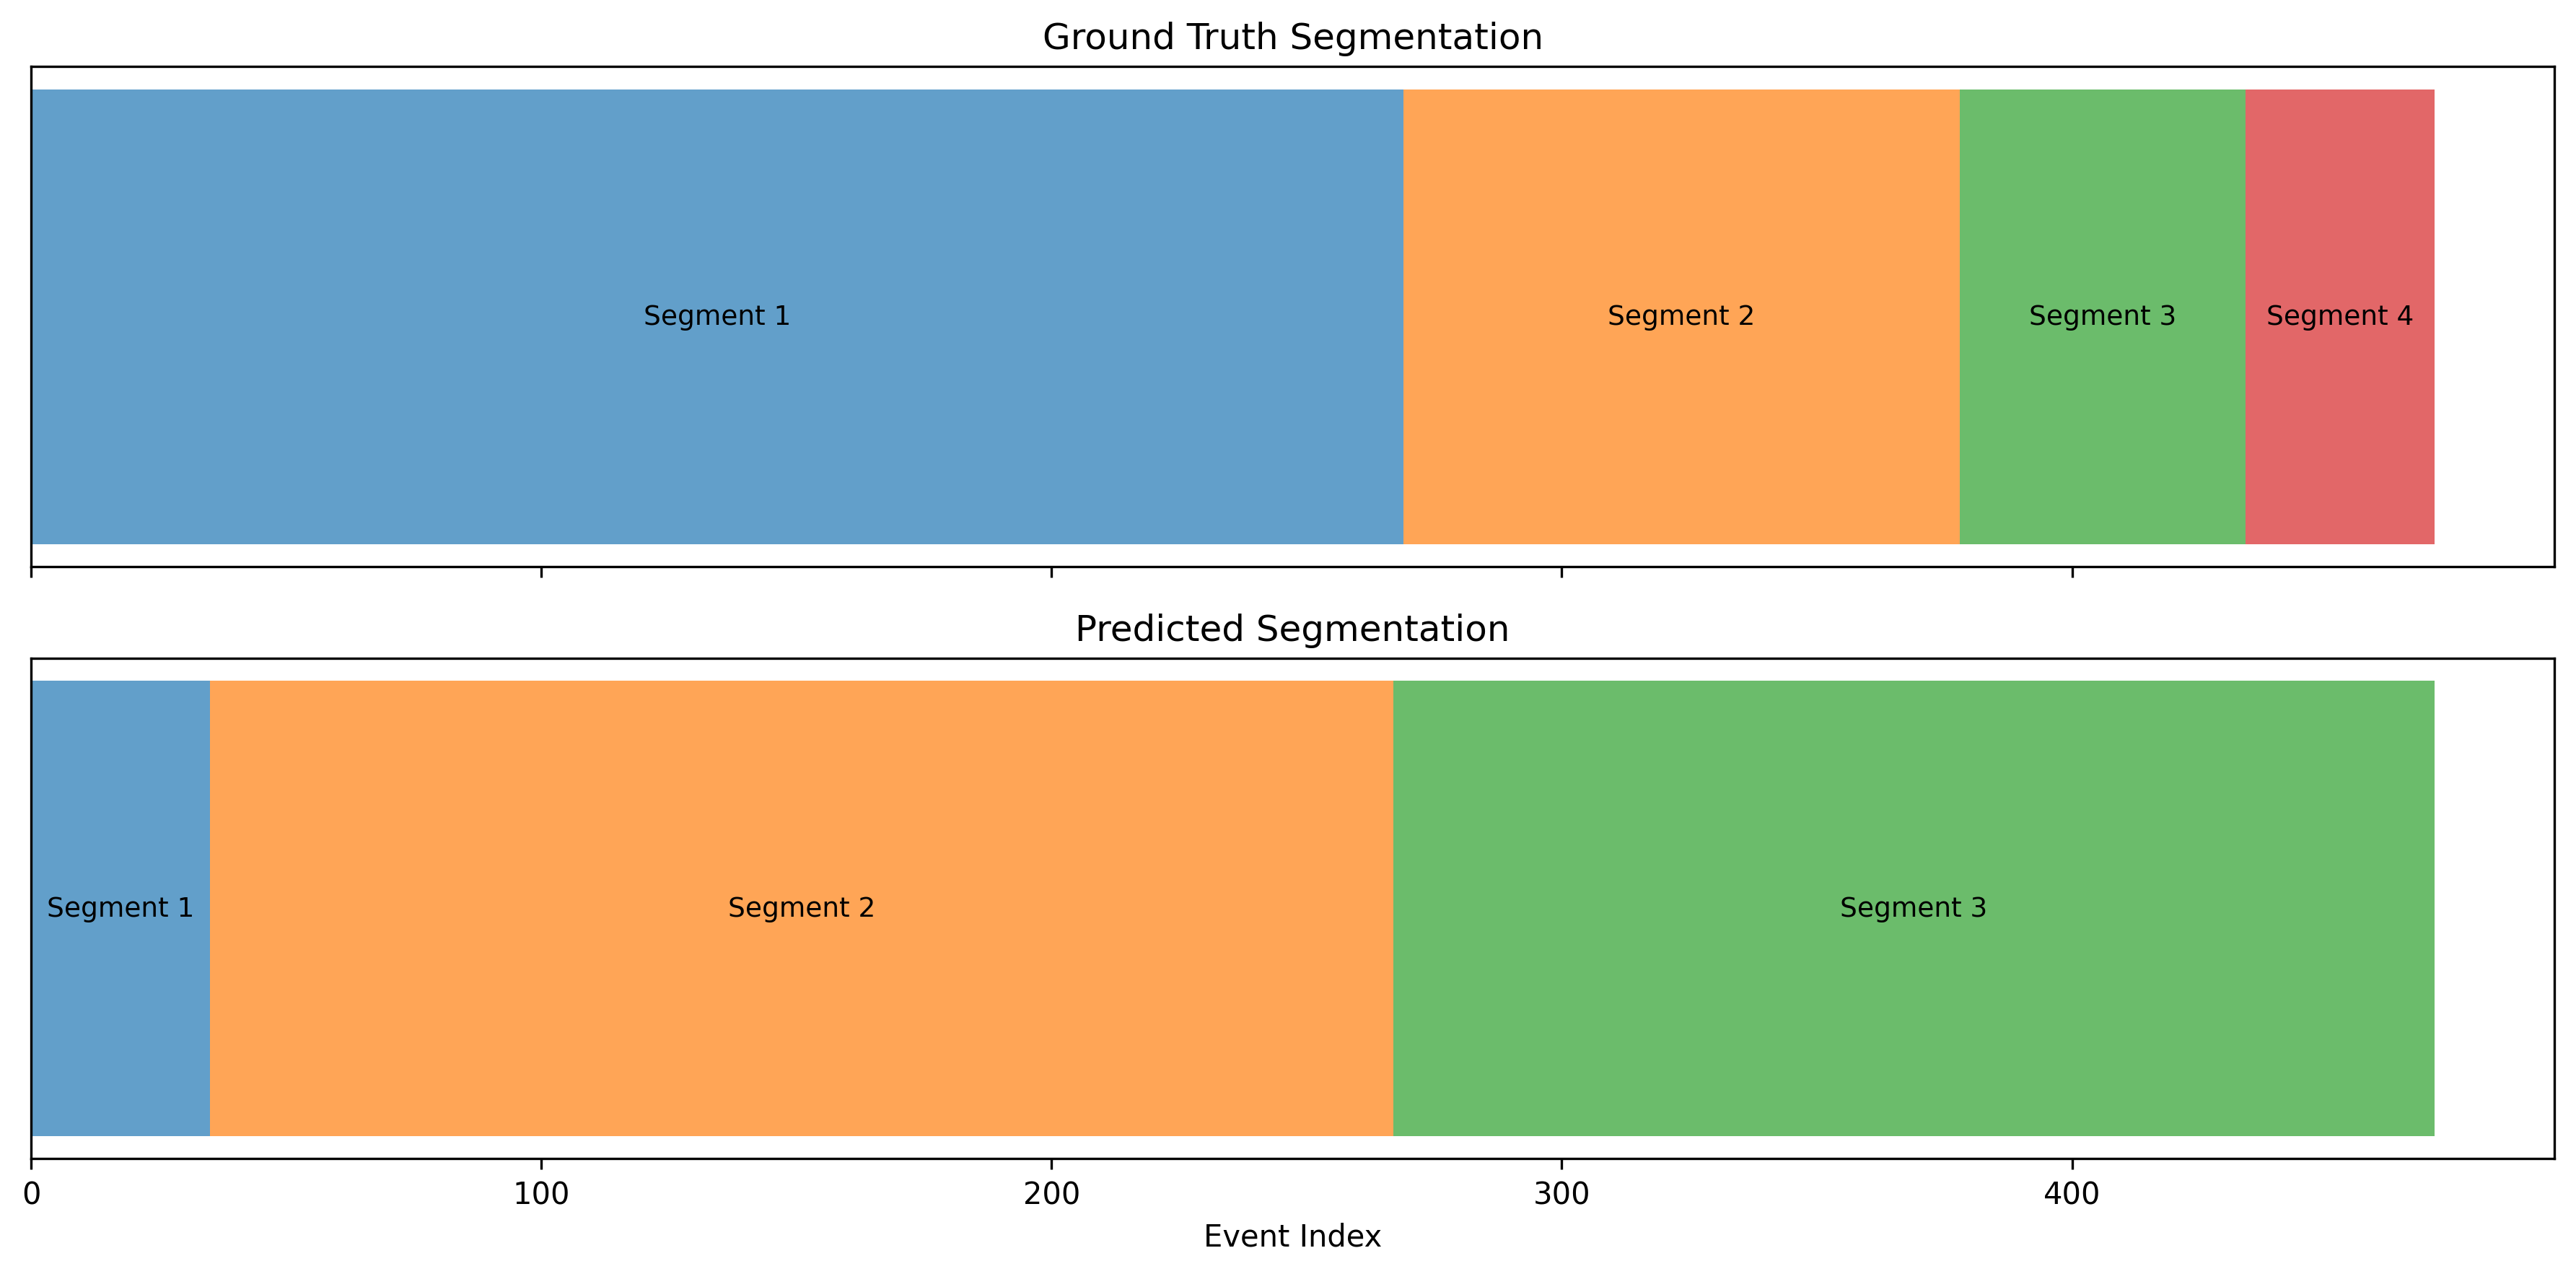 Ground Truth Segmentation
Segment 1
Segment 2
Segment 3
Segment 4
Predicted Segmentation
Segment 1
Segment 2
Segment 3
0
100
200
300
400
Event Index